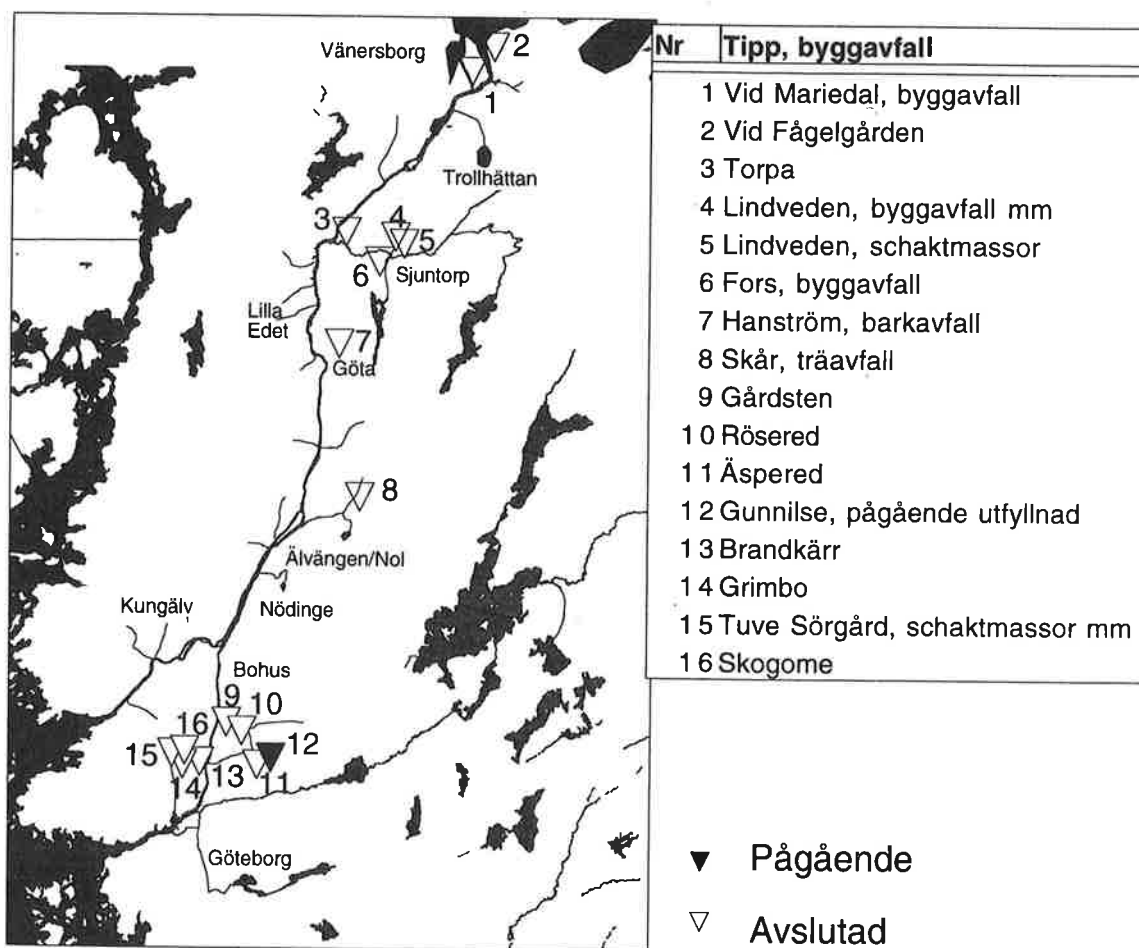 Vänersborg
2
1
Trollhättan
3
4
5
6
Sjuntorp
Lilla
Edet
7
Göta
8
Älvängen/Nol
Kungälv
Nödinge
Bohus
9
10
16
15
12
14
13
11
Göteborg
Nr Tipp, byggavfall
1 Vid Mariedal, byggavfall
2 Vid Fågelgården
3 Torpa
4 Lindveden, byggavfall mm
5 Lindveden, schaktmassor
6 Fors, byggavfall
7 Hanström, barkavfall
8 Skår, träavfall
9 Gårdsten
10 Rösered
11 Äspered
12 Gunnilse, pågående utfyllnad
13 Brandkärr
14 Grimbo
15 Tuve Sörgård, schaktmassor mm
16 Skogome
Pågående
Avslutad